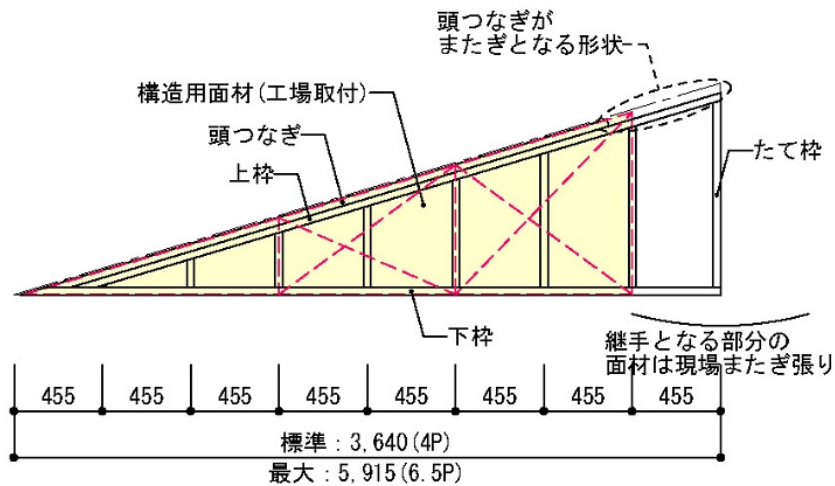 頭つなぎが
またぎとなる形状
構造用面材(工場取付)
頭つなぎ
上枠
たて枠
下枠
継手となる部分の
面材は現場またぎ張り
455 455 455 455 455 455 455 455
標準:3,640(4P)
最大:5,915(6.5P)